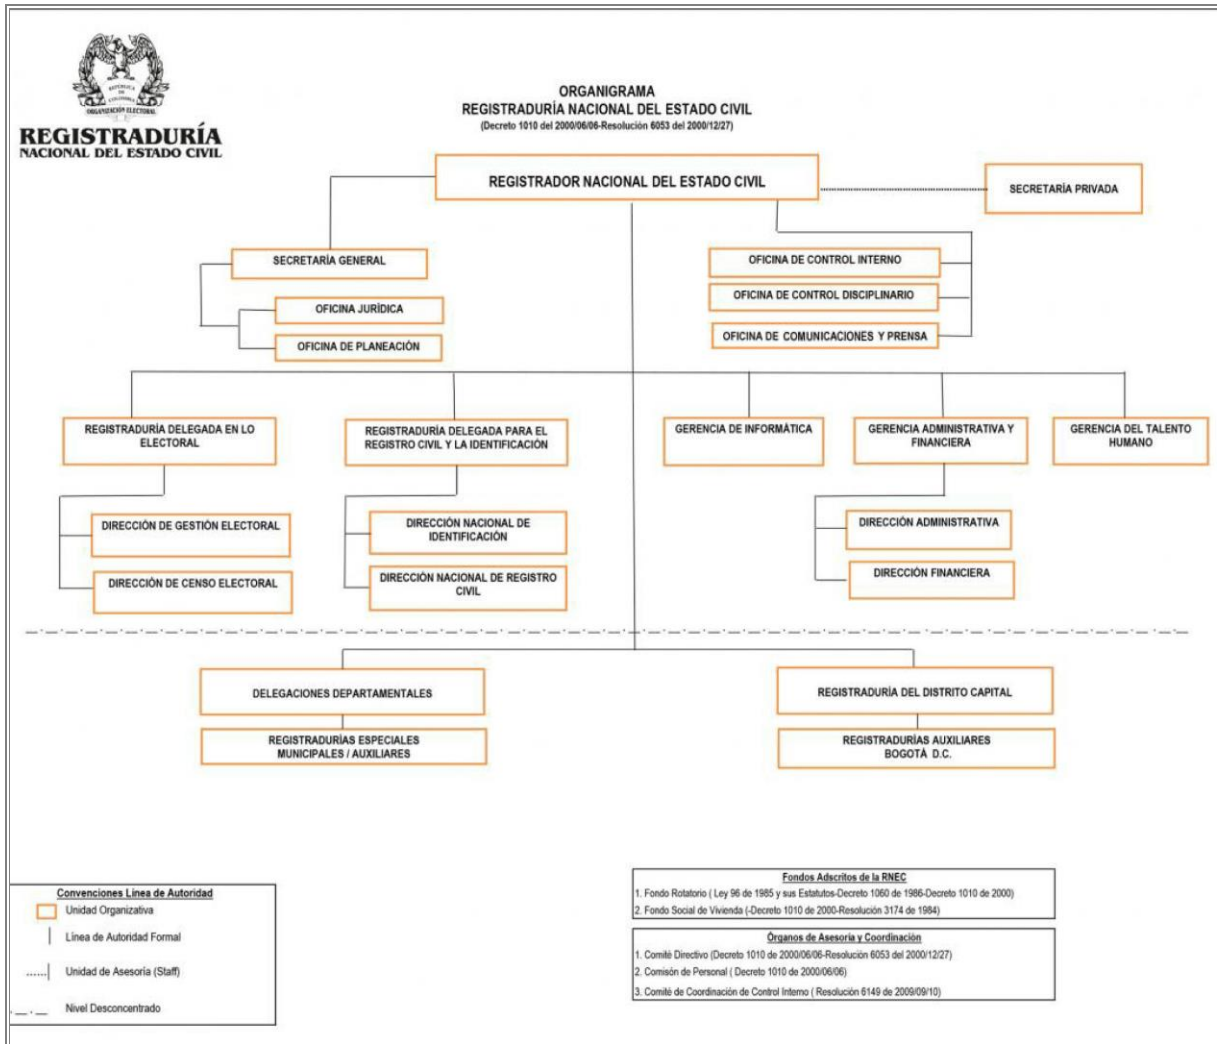 REPÚBLICA
DE
COLOMBIA
ORGANIZACIÓN ELECTORAL
REGISTRADURÍA
NACIONAL DEL ESTADO CIVIL
ORGANIGRAMA
REGISTRADURÍA NACIONAL DEL ESTADO CIVIL
(Decreto 1010 del 2000/06/06-Resolución 6053 del 2000/12/27)
REGISTRADOR NACIONAL DEL ESTADO CIVIL
SECRETARÍA PRIVADA
SECRETARÍA GENERAL
OFICINA JURÍDICA
OFICINA DE PLANEACIÓN
OFICINA DE CONTROL INTERNO
OFICINA DE CONTROL DISCIPLINARIO
OFICINA DE COMUNICACIONES Y PRENSA
REGISTRADURÍA DELEGADA EN LO
ELECTORAL
REGISTRADURÍA DELEGADA PARA EL
REGISTRO CIVIL Y LA IDENTIFICACIÓN
GERENCIA DE INFORMÁTICA
GERENCIA ADMINISTRATIVA Y
FINANCIERA
GERENCIA DEL TALENTO
HUMANO
DIRECCIÓN DE GESTIÓN ELECTORAL
DIRECCIÓN DE CENSO ELECTORAL
DIRECCIÓN NACIONAL DE
IDENTIFICACIÓN
DIRECCIÓN NACIONAL DE REGISTRO
CIVIL
DIRECCIÓN ADMINISTRATIVA
DIRECCIÓN FINANCIERA
DELEGACIONES DEPARTAMENTALES
REGISTRADURÍAS ESPECIALES
MUNICIPALES / AUXILIARES
REGISTRADURÍA DEL DISTRITO CAPITAL
REGISTRADURÍAS AUXILIARES
BOGOTÁ D.C.
Convenciones Línea de Autoridad
Unidad Organizativa
Línea de Autoridad Formal
Unidad de Asesoría (Staff)
Nivel Desconcentrado
Fondos Adscritos de la RNEC
1. Fondo Rotatorio ( Ley 96 de 1985 y sus Estatutos-Decreto 1060 de 1986-Decreto 1010 de 2000)
2. Fondo Social de Vivienda (-Decreto 1010 de 2000-Resolución 3174 de 1984)
Órganos de Asesoría y Coordinación
1. Comité Directivo (Decreto 1010 de 2000/06/06-Resolución 6053 del 2000/12/27)
2. Comisón de Personal ( Decreto 1010 de 2000/06/06)
3. Comité de Coordinación de Control Interno ( Resolución 6149 de 2009/09/10)